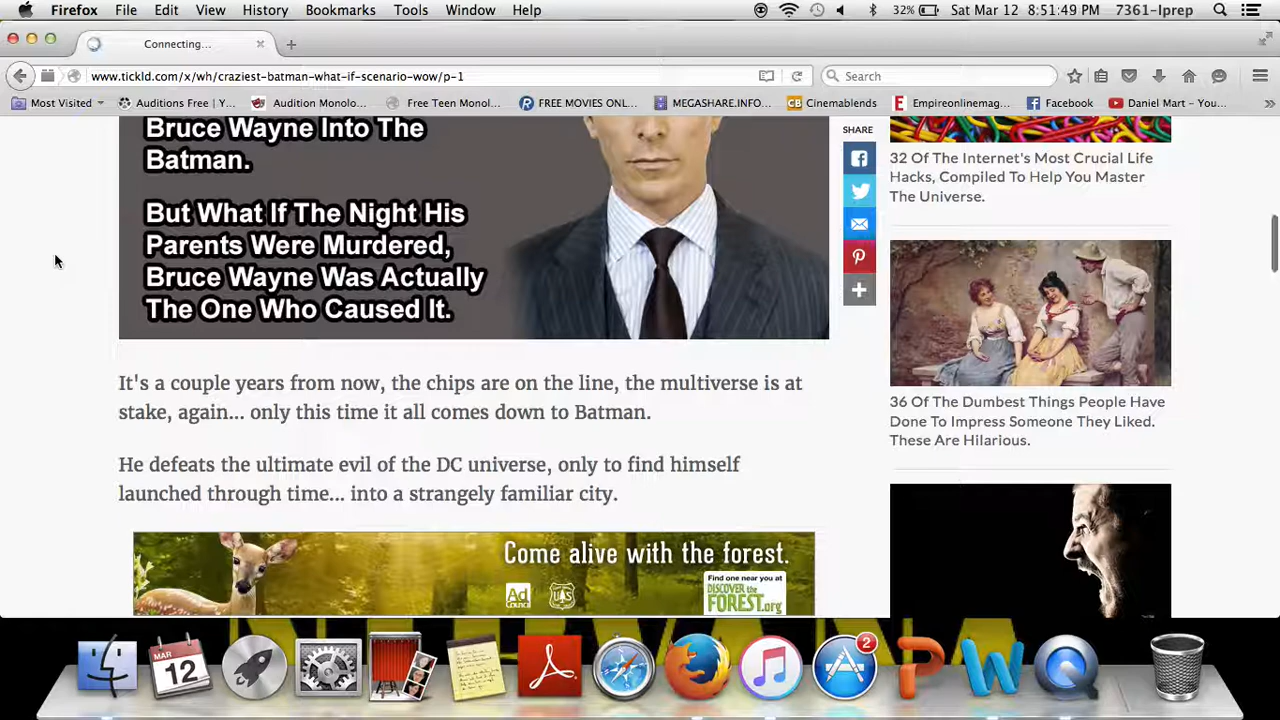 Firefox File Edit View History Bookmarks Tools Window Help 32% Sat Mar 12 8:51:49 PM 7361-lprep
Connecting...
www.tickld.com/x/wh/craziest-batman-what-if-scenario-wow/p-1 Search
Most Visited Auditions Free | Y... Audition Monolo... Free Teen Monol... FREE MOVIES ONL... MEGASHARE.INFO... Cinemablends Empireonlinemag... Facebook Daniel Mart - You...
Bruce Wayne Into The
Batman.
But What If The Night His
Parents Were Murdered,
Bruce Wayne Was Actually
The One Who Caused It.
SHARE
It's a couple years from now, the chips are on the line, the multiverse is at
stake, again... only this time it all comes down to Batman.
He defeats the ultimate evil of the DC universe, only to find himself
launched through time... into a strangely familiar city.
Come alive with the forest.
Ad
Council
UAS
Find one near you at
DISCOVER the
FOREST.org
32 Of The Internet's Most Crucial Life
Hacks, Compiled To Help You Master
The Universe.
36 Of The Dumbest Things People Have
Done To Impress Someone They Liked.
These Are Hilarious.
MAR
12
2